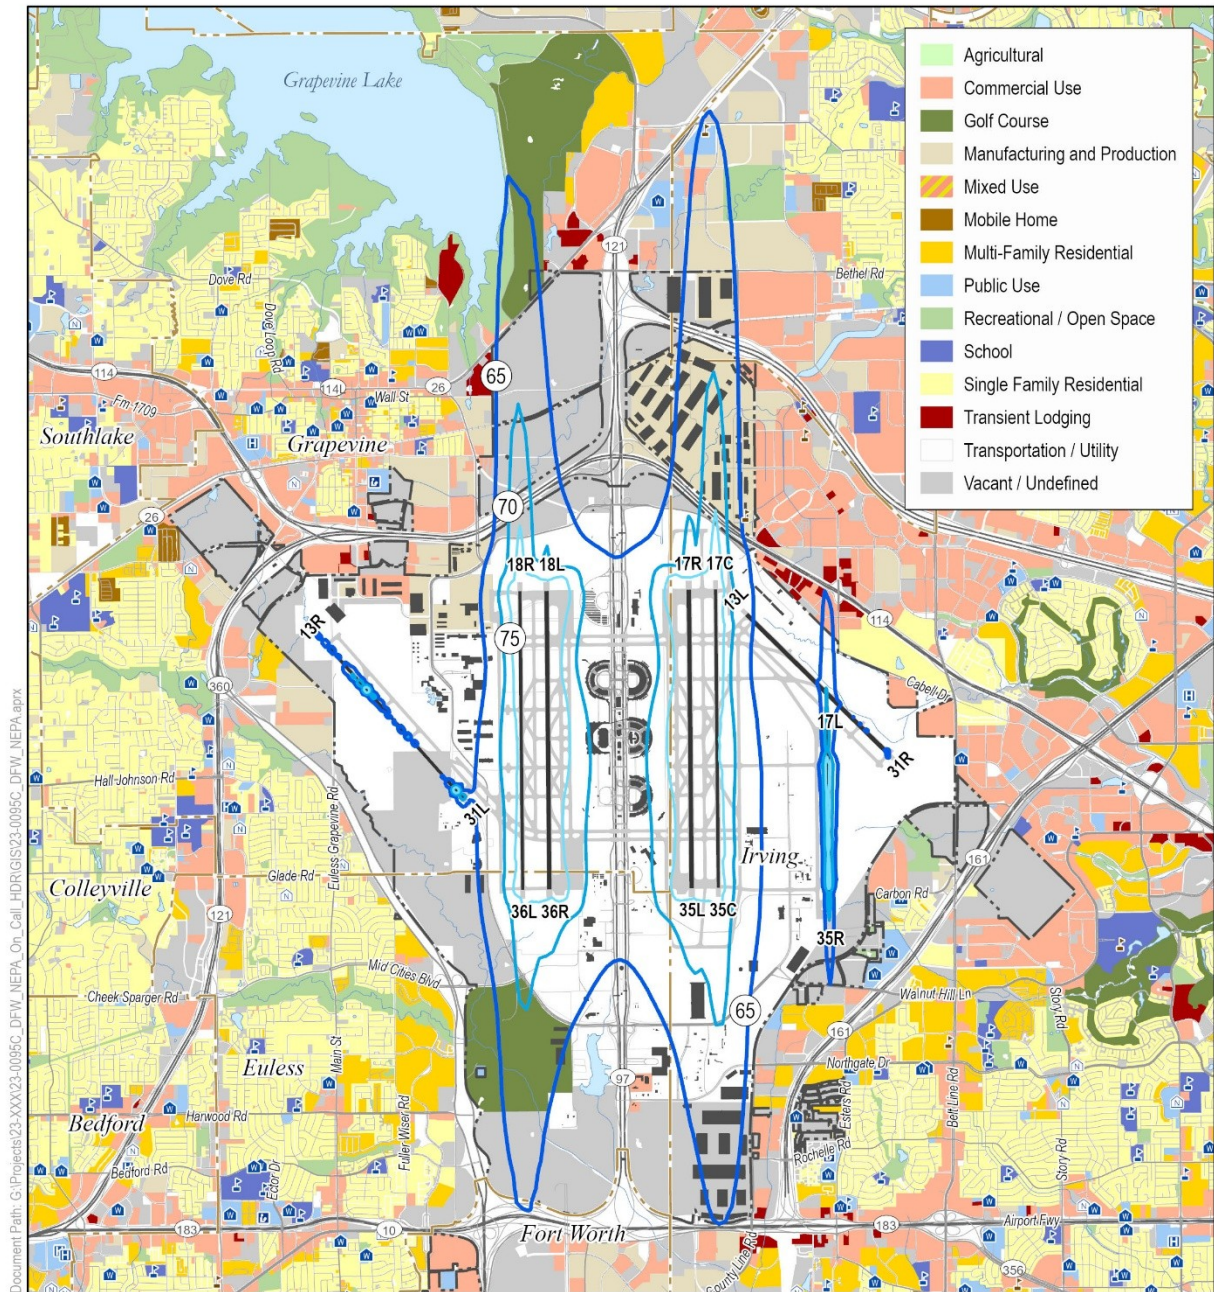 Grapevine Lake
Agricultural
Commercial Use
Golf Course
Manufacturing and Production
Mixed Use
Mobile Home
Multi-Family Residential
Public Use
Recreational / Open Space
School
Single Family Residential
Transient Lodging
Transportation / Utility
Vacant / Undefined
121
Bethel Rd
Dove Rd
Dove Loop Rd
114
114L
26
65
Wall St
Fm-1709
Southlake
Grapevine
26
70
18R 18L
17R 17C
13L
114
13R
75
360
Cabell Dr
17L
Hall-Johnson Rd
31R
31L
Euless Grapevine Rd
Irving
161
Colleyville
Glade Rd
Carbon Rd
36L 36R
35L 35C
121
35R
Mid Cities Blvd
Cheek Sparger Rd
65
Walnut Hill Ln
Story Rd
161
Main St
Euless
97
Northgate Dr
Esters Rd
Belt Line Rd
Bedford
Harwood Rd
Fuller Wiser Rd
Rochelle Rd
Bedford Rd
Ector Dr
Story Rd
183
10
Fort Worth
183
Airport Fwy
County Line Rd
356
Document Path: G:\Projects\23-XXX\23-0095C_DFW_NEPA_On_Call_HDR\GIS\23-0095C_DFW_NEPA.aprx